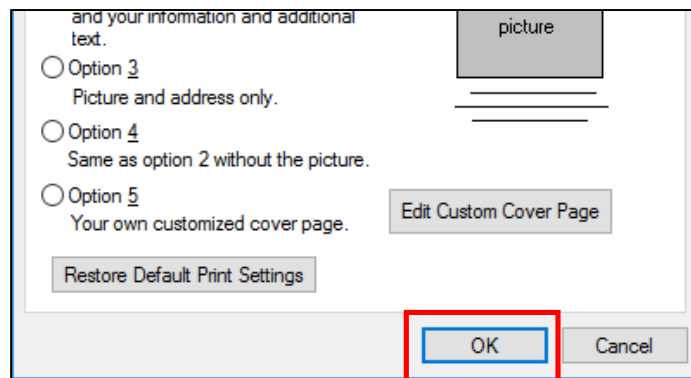 and your information and additional
text.
picture
Option 3
Picture and address only.
Option 4
Same as option 2 without the picture.
Option 5
Your own customized cover page.
Edit Custom Cover Page
Restore Default Print Settings
OK
Cancel